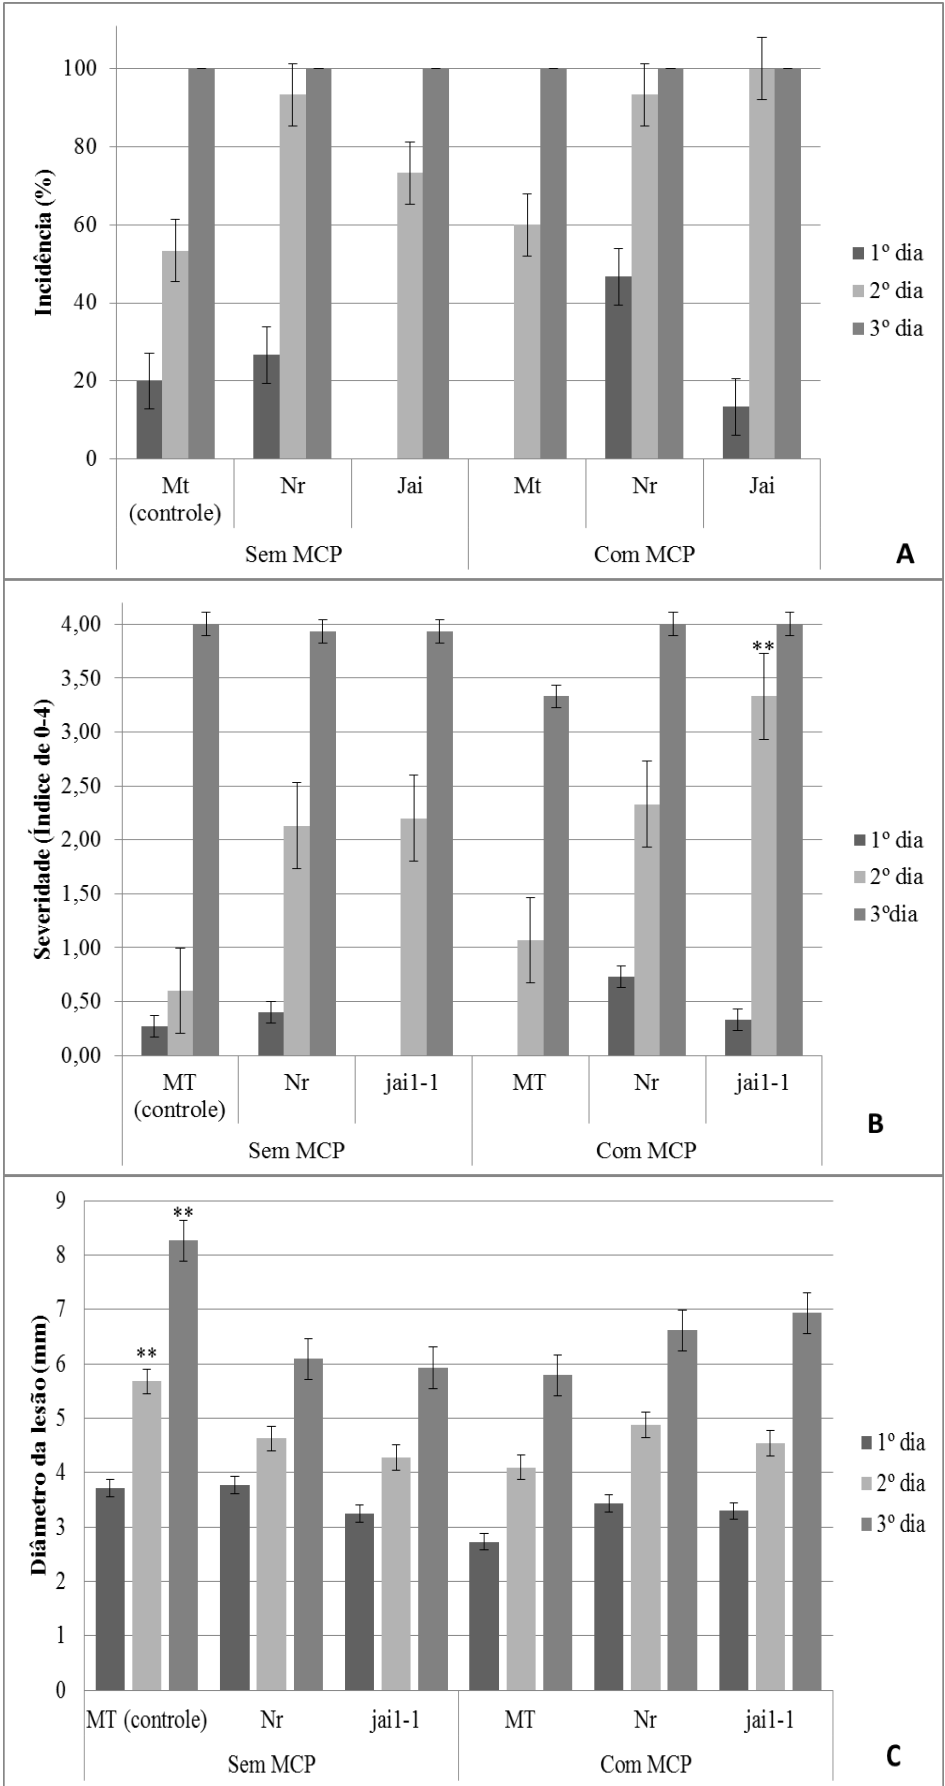 Incidência (%)
100
80
60
40
20
0
Mt
(controle)
Nr
Jai
Mt
Nr
Jai
Sem MCP
Com MCP
1º dia
2º dia
3º dia
A
Severidade (Índice de 0-4)
4,00
3,50
3,00
2,50
2,00
1,50
1,00
0,50
0,00
**
MT
(controle)
Nr
jai1-1
MT
Nr
jai1-1
Sem MCP
Com MCP
1º dia
2º dia
3ºdia
B
Diâmetro da lesão (mm)
9
8
7
6
5
4
3
2
1
0
**
**
MT (controle)
Nr
jai1-1
MT
Nr
jai1-1
Sem MCP
Com MCP
1º dia
2º dia
3º dia
C